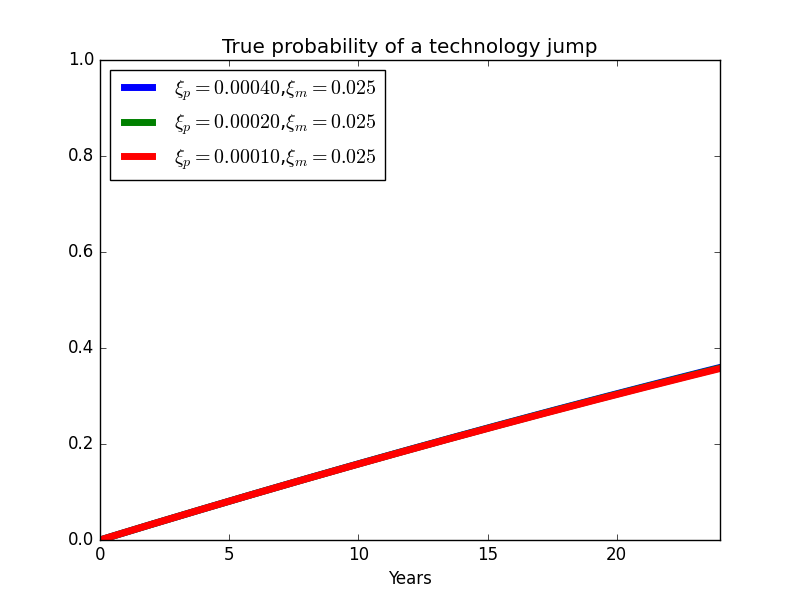 True probability of a technology jump
1.0
ξₚ = 0.00040,ξₘ = 0.025
ξₚ = 0.00020,ξₘ = 0.025
ξₚ = 0.00010,ξₘ = 0.025
0.8
0.6
0.4
0.2
0.0
0 5 10 15 20
Years